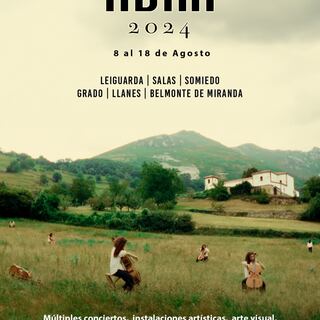 2024
8 al 18 de Agosto
LEIGUARDA | SALAS | SOMIEDO
GRADO | LLANES | BELMONTE DE MIRANDA
Múltiples conciertos, instalaciones artísticas, arte visual,